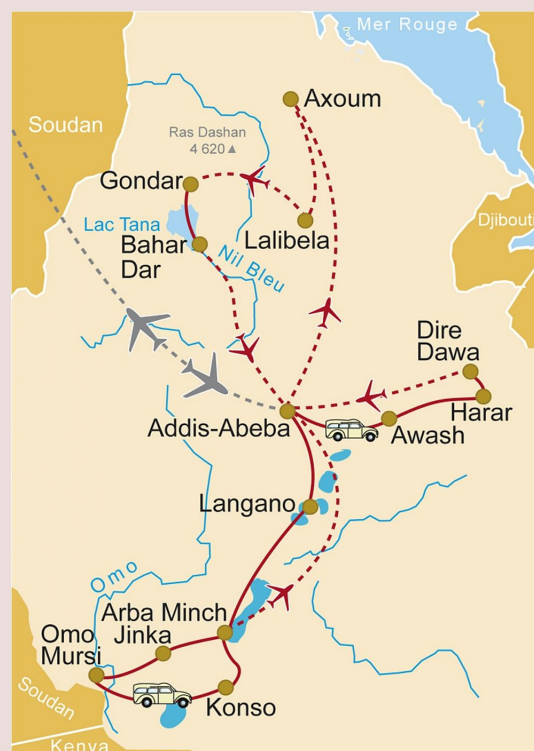 Mer Rouge
Axoum
Soudan
Ras Dashan
4 620▲
Gondar
Lac Tana
Lalibela
Djibouti
Bahar
Dar
Nil Bleu
Dire
Dawa
Harar
Addis-Abeba
Awash
Langano
Omo
Arba Minch
Jinka
Omo
Mursi
Soudan
Konso
Kenya